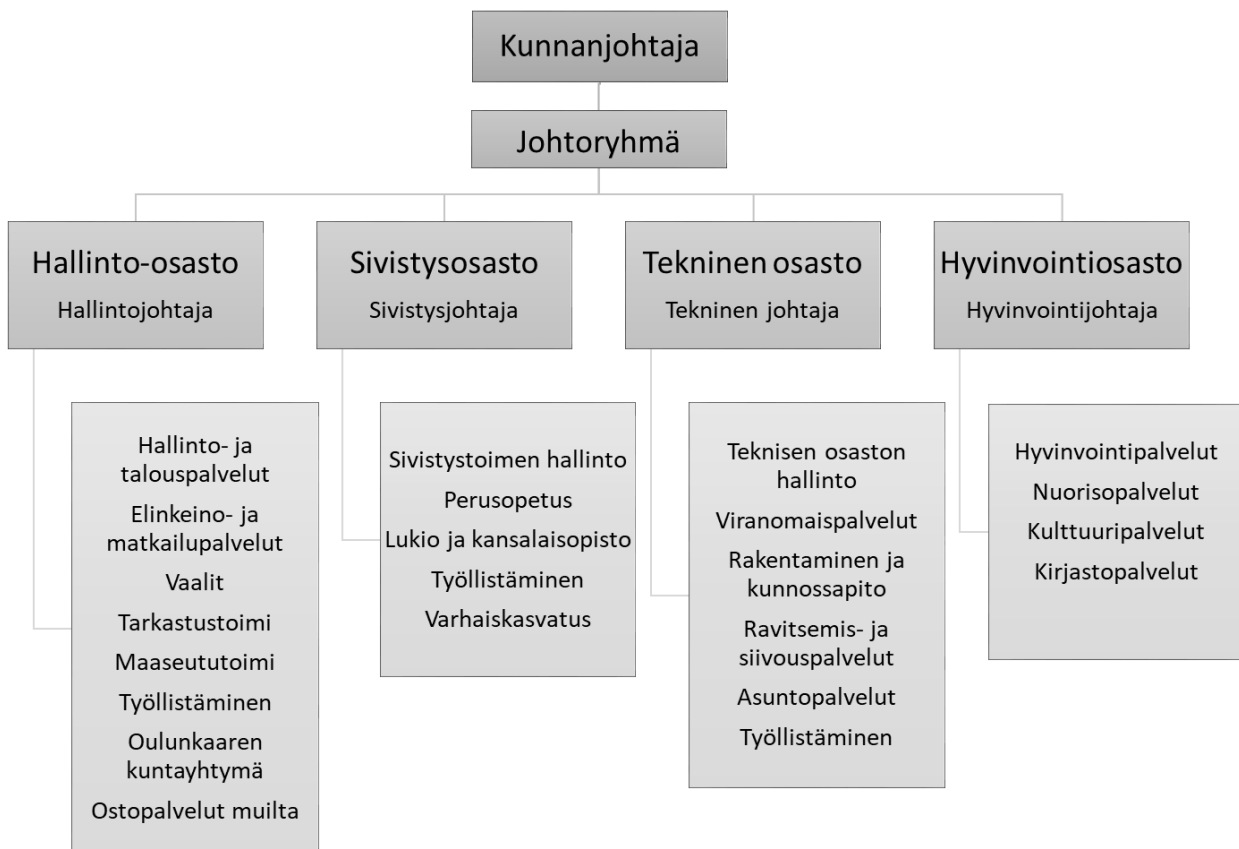 Kunnanjohtaja
Johtoryhmä
Hallinto-osasto
Hallintojohtaja
Sivistysosasto
Sivistysjohtaja
Tekninen osasto
Tekninen johtaja
Hyvinvointiosasto
Hyvinvointijohtaja
Hallinto- ja
talouspalvelut
Elinkeino- ja
matkailupalvelut
Vaalit
Tarkastustoimi
Maaseututoimi
Työllistäminen
Oulunkaaren
kuntayhtymä
Ostopalvelut muilta
Sivistystoimen hallinto
Perusopetus
Lukio ja kansalaisopisto
Työllistäminen
Varhaiskasvatus
Teknisen osaston
hallinto
Viranomaispalvelut
Rakentaminen ja
kunnossapito
Ravitsemis- ja
siivouspalvelut
Asuntopalvelut
Työllistäminen
Hyvinvointipalvelut
Nuorisopalvelut
Kulttuuripalvelut
Kirjastopalvelut